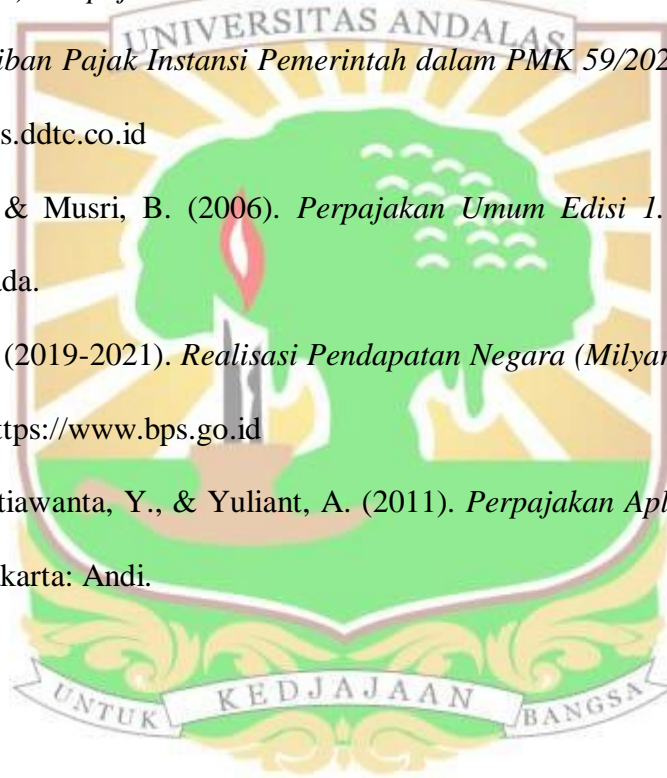 UNIVERSITAS ANDALAS
iban Pajak Instansi Pemerintah dalam PMK 59/202
s.ddtc.co.id
& Musri, B. (2006). Perpajakan Umum Edisi 1.
da.
(2019-2021). Realisasi Pendapatan Negara (Milyar
ttps://www.bps.go.id
tiawanta, Y., & Yuliant, A. (2011). Perpajakan Apl
karta: Andi.
UNTUK KEDJAJAAN BANGSA